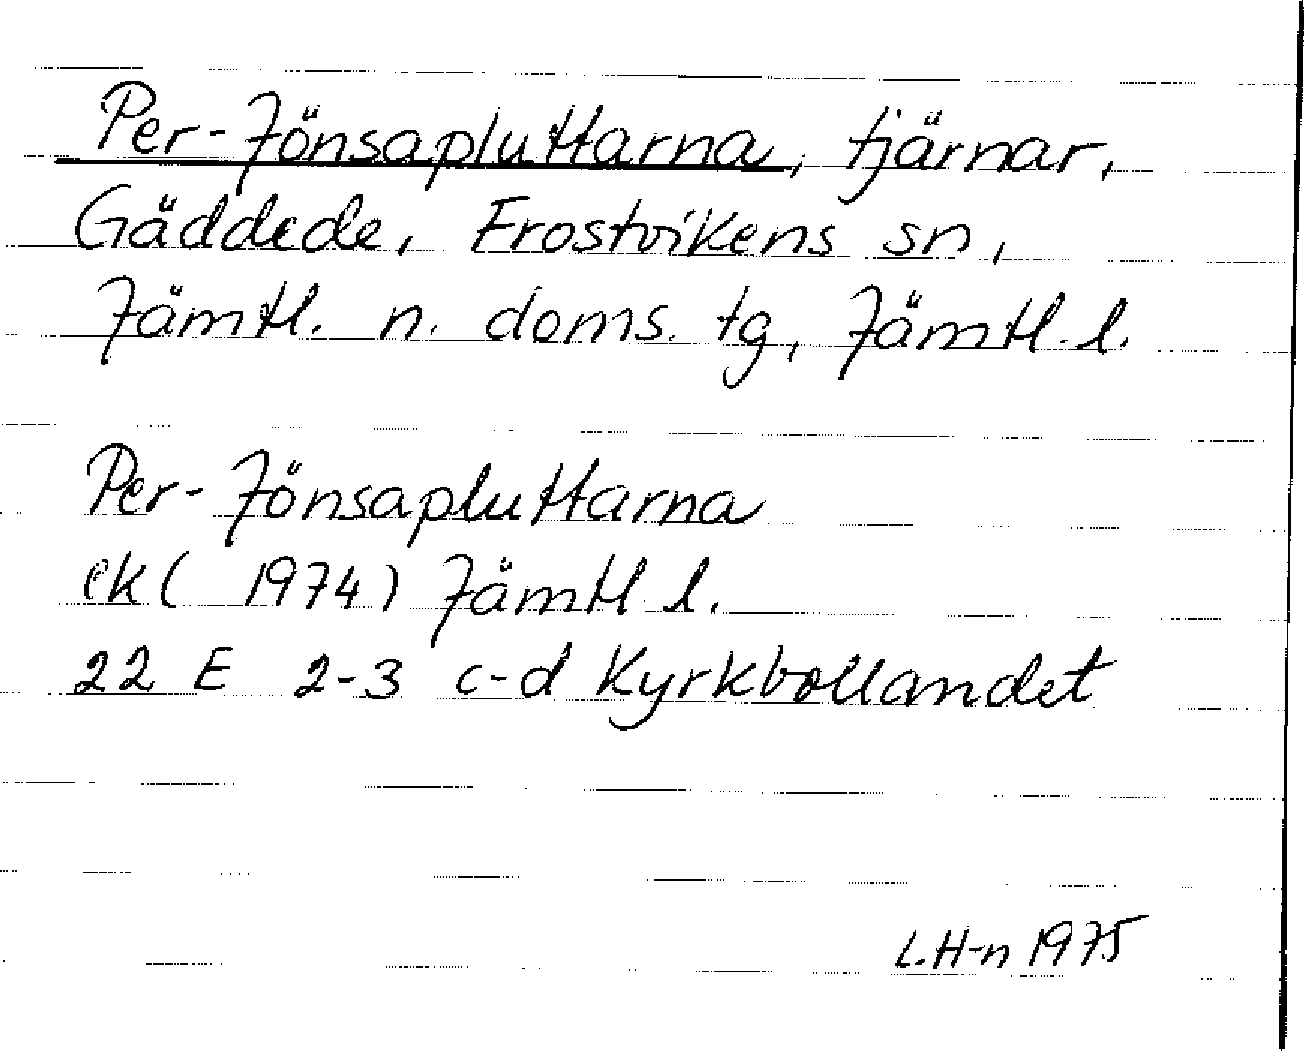 Per-Jönsapluttarna, tjärnar,
Gäddede, Frostvikens sn,
Jämtl. n. doms. tg, Jämtl. l.
Per-Jönsapluttarna
ek ( 1974) Jämtl l.
22 E 2-3 c-d Kyrkbollandet
L.H-n 1975